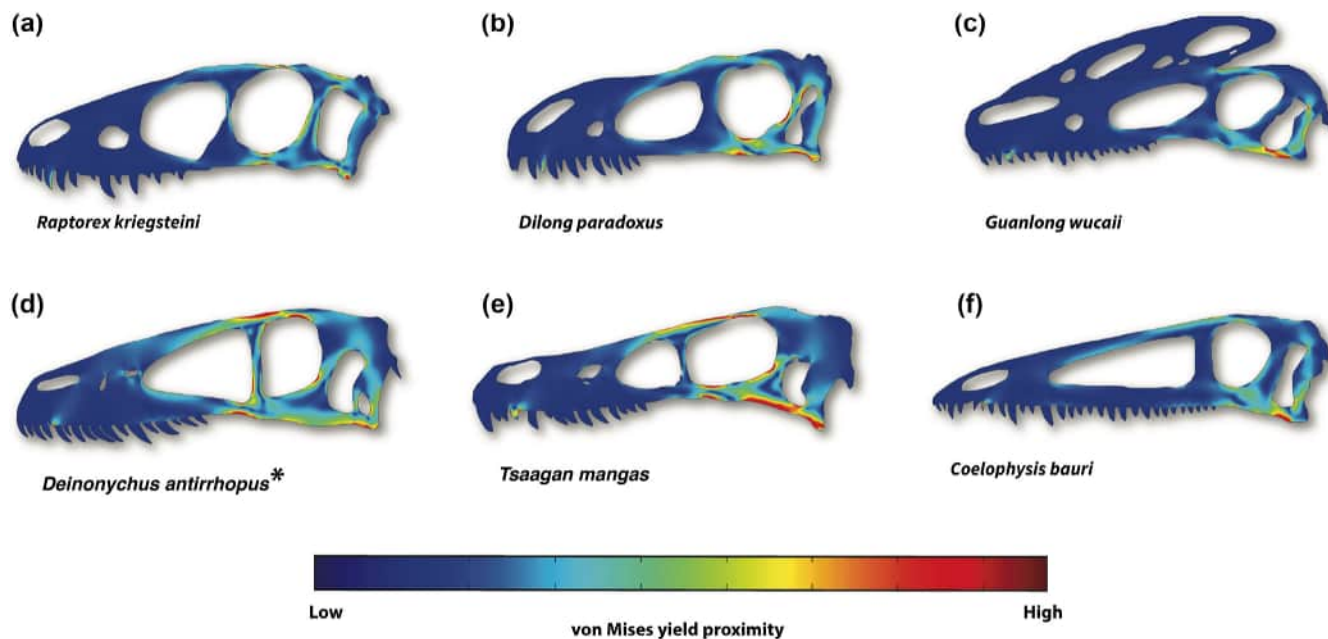 (a)
(b)
(c)
Raptorex kriegsteini
Dilong paradoxus
Guanlong wucaii
(d)
(e)
(f)
Deinonychus antirrhopus*
Tsaagan mangas
Coelophysis bauri
Low
High
von Mises yield proximity